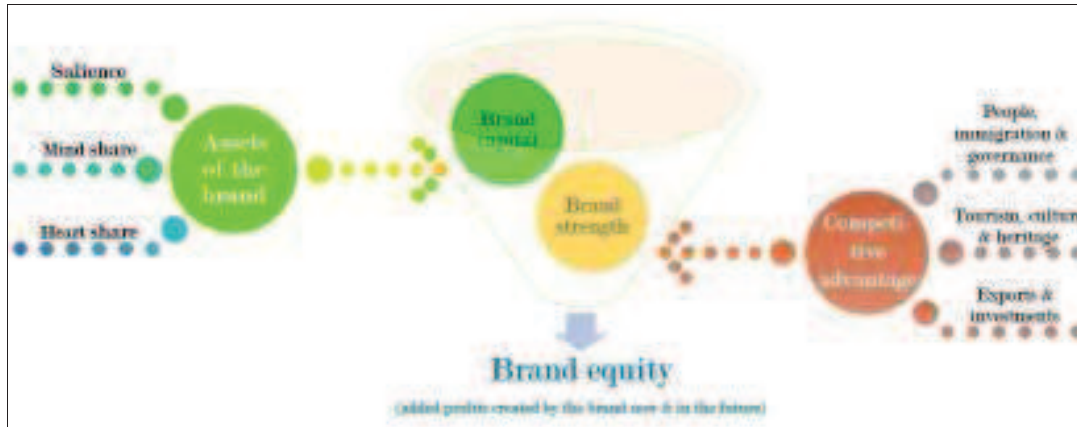 Salience
Mind share
Heart share
Assets
of the
brand
Brand
capital
Brand
strength
Competi-
tive
advantage
People,
immigration &
governance
Tourism, culture
& heritage
Exports &
investments
Brand equity
(added profits created by the brand now & in the future)